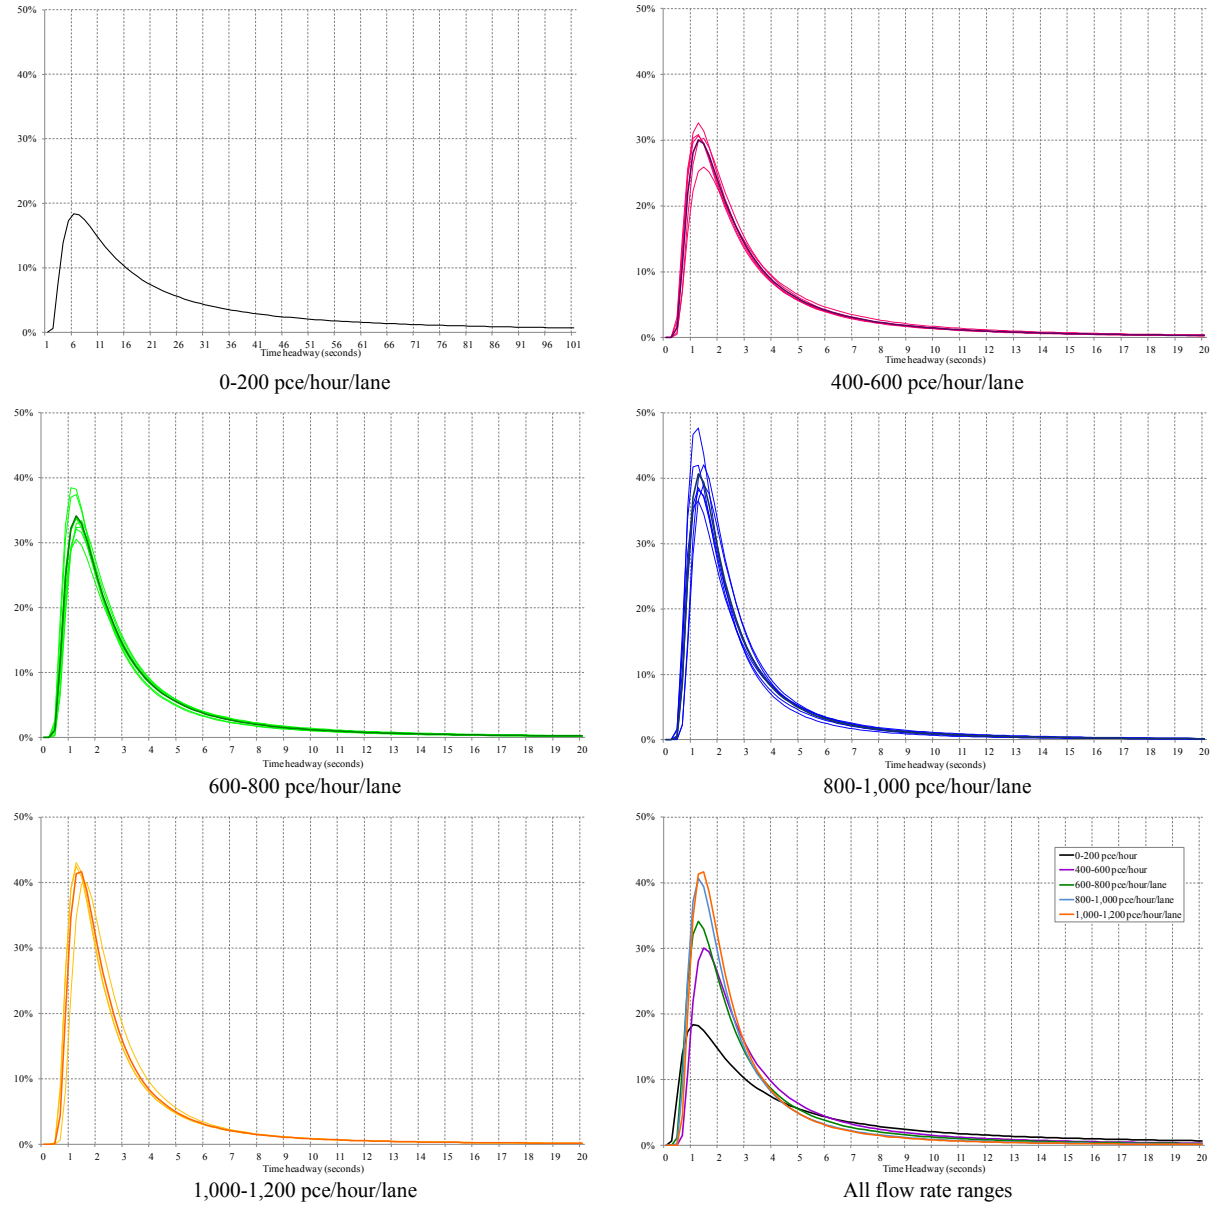 50%
40%
30%
20%
10%
0%
1 6 11 16 21 26 31 36 41 46 51 56 61 66 71 76 81 86 91 96 101
Time headway (seconds)
0-200 pce/hour/lane
50%
40%
30%
20%
10%
0%
0 1 2 3 4 5 6 7 8 9 10 11 12 13 14 15 16 17 18 19 20
Time headway (seconds)
400-600 pce/hour/lane
50%
40%
30%
20%
10%
0%
0 1 2 3 4 5 6 7 8 9 10 11 12 13 14 15 16 17 18 19 20
Time headway (seconds)
600-800 pce/hour/lane
50%
40%
30%
20%
10%
0%
0 1 2 3 4 5 6 7 8 9 10 11 12 13 14 15 16 17 18 19 20
Time headway (seconds)
800-1,000 pce/hour/lane
50%
40%
30%
20%
10%
0%
0 1 2 3 4 5 6 7 8 9 10 11 12 13 14 15 16 17 18 19 20
Time headway (seconds)
1,000-1,200 pce/hour/lane
50%
40%
30%
20%
10%
0%
0-200 pce/hour
400-600 pce/hour
600-800 pce/hour/lane
800-1,000 pce/hour/lane
1,000-1,200 pce/hour/lane
0 1 2 3 4 5 6 7 8 9 10 11 12 13 14 15 16 17 18 19 20
Time Headway (seconds)
All flow rate ranges